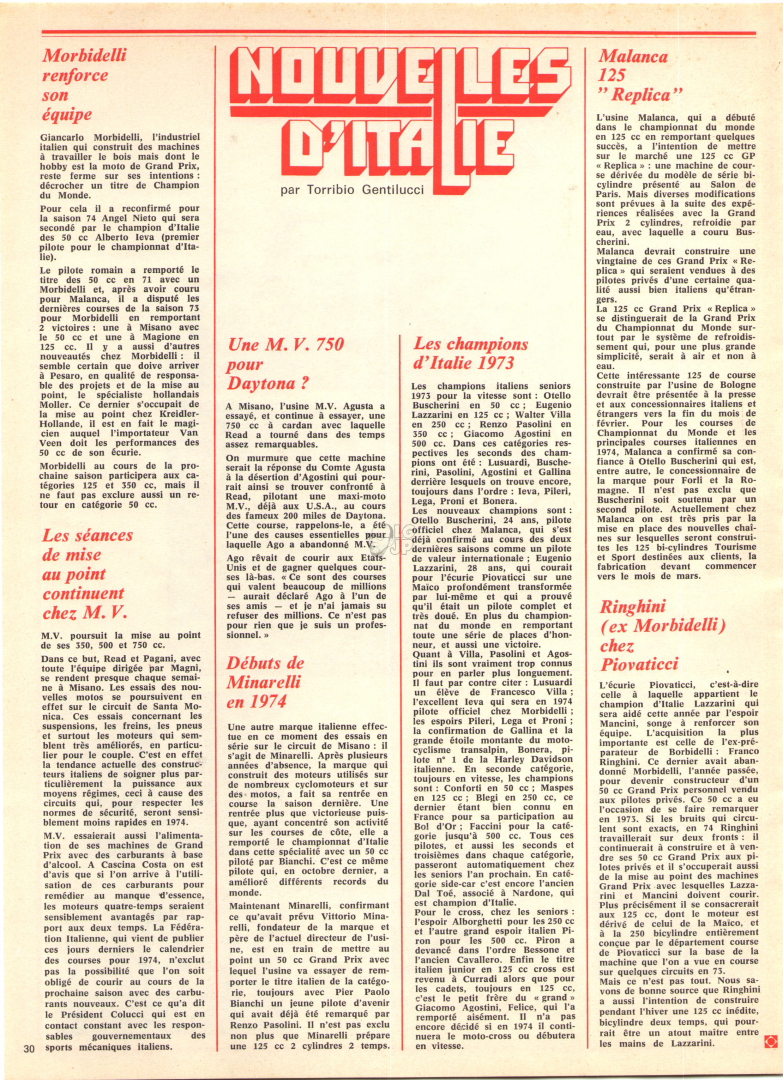 Morbidelli
renforce
son
équipe
Giancarlo Morbidelli, l'industriel
italien qui construit des machines
à travailler le bois mais dont le
hobby est la moto de Grand Prix,
reste ferme sur ses intentions :
décrocher un titre de Champion
du Monde.
Pour cela il a reconfirmé pour
la saison 74 Angel Nieto qui sera
secondé par le champion d'Italie
des 50 cc Alberto Ieva (premier
pilote pour le championnat d'Ita-
lie).
Le pilote romain a remporté le
titre des 50 cc en 71 avec un
Morbidelli et, après avoir couru
pour Malanca, il a disputé les
dernières courses de la saison 73
pour Morbidelli en remportant
2 victoires : une à Misano avec
le 50 cc et une à Magione en
125 cc. Il y a aussi d'autres
nouveautés chez Morbidelli : il
semble certain que doive arriver
à Pesaro, en qualité de responsa-
ble des projets et de la mise au
point, le spécialiste hollandais
Moller. Ce dernier s'occupait de
la mise au point chez Kreidler-
Hollande, il est en fait le magi-
cien auquel l'importateur Van
Veen doit les performances des
50 cc de son écurie.
Morbidelli au cours de la pro-
chaine saison participera aux ca-
tégories 125 et 350 cc, mais il
ne faut pas exclure aussi un re-
tour en catégorie 50 cc.
Les séances
de mise
au point
continuent
chez M. V.
M.V. poursuit la mise au point
de ses 350, 500 et 750 cc.
Dans ce but, Read et Pagani, avec
toute l'équipe dirigée par Magni,
se rendent presque chaque semai-
ne à Misano. Les essais des nou-
velles motos se poursuivent en
effet sur le circuit de Santa Mo-
nica. Ces essais concernant les
suspensions, les freins, les pneus
et surtout les moteurs qui sem-
blent très améliorés, en particu-
lier pour le couple. C'est en effet
la tendance actuelle des construc-
teurs italiens de soigner plus par-
ticulièrement la puissance aux
moyens régimes, ceci à cause des
circuits qui, pour respecter les
normes de sécurité, seront sensi-
blement moins rapides en 1974.
M.V. essaierait aussi l'alimenta-
tion de ses machines de Grand
Prix avec des carburants à base
d'alcool. A Cascina Costa on est
d'avis que si l'on arrive à l'utili-
sation de ces carburants pour
remédier au manque d'essence,
les moteurs quatre-temps seraient
sensiblement avantagés par rap-
port aux deux temps. La Fédéra-
tion Italienne, qui vient de publier
ces jours derniers le calendrier
des courses pour 1974, n'exclut
pas la possibilité que l'on soit
obligé de courir au cours de la
prochaine saison avec des carbu-
rants nouveaux. C'est ce qu'a dit
le Président Colucci qui est en
contact constant avec les respon-
sables gouvernementaux des
sports mécaniques italiens.
30
NOUVELLES
D'ITALIE
par Torribio Gentilucci
Une M. V. 750
pour
Daytona ?
A Misano, l'usine M.V. Agusta a
essayé, et continue à essayer, une
750 cc à cardan avec laquelle
Read a tourné dans des temps
assez remarquables.
On murmure que cette machine
serait la réponse du Comte Agusta
à la désertion d'Agostini qui pour-
rait ainsi se trouver confronté à
Read, pilotant une maxi-moto
M.V., déjà aux U.S.A., au cours
des fameux 200 miles de Daytona.
Cette course, rappelons-le, a été
l'une des causes essentielles pour
laquelle Ago a abandonné M.V.
Ago rêvait de courir aux Etats-
Unis et de gagner quelques cour-
ses là-bas. « Ce sont des courses
qui valent beaucoup de millions
— aurait déclaré Ago à l'un de
ses amis — et je n'ai jamais su
refuser des millions. Ce n'est pas
pour rien que je suis un profes-
sionnel. »
Débuts de
Minarelli
en 1974
Une autre marque italienne effec-
tue en ce moment des essais en
série sur le circuit de Misano : il
s'agit de Minarelli. Après plusieurs
années d'absence, la marque qui
construit des moteurs utilisés sur
de nombreux cyclomoteurs et sur
des motos, a fait sa rentrée en
course la saison dernière. Une
rentrée plus que victorieuse puis-
que, ayant concentré son activité
sur les courses de côte, elle a
remporté le championnat d'Italie
dans cette spécialité avec un 50 cc
piloté par Bianchi. C'est ce même
pilote qui, en octobre dernier, a
amélioré différents records du
monde.
Maintenant Minarelli, confirmant
ce qu'avait prévu Vittorio Mina-
relli, fondateur de la marque et
père de l'actuel directeur de l'usi-
ne, est en train de mettre au
point un 50 cc Grand Prix avec
lequel l'usine va essayer de rem-
porter le titre italien de la catégo-
rie, toujours avec Pier Paolo
Bianchi un jeune pilote d'avenir
qui avait déjà été remarqué par
Renzo Pasolini. Il n'est pas exclu
non plus que Minarelli prépare
une 125 cc 2 cylindres 2 temps.
Les champions
d'Italie 1973
Les champions italiens seniors
1973 pour la vitesse sont : Otello
Buscherini en 50 cc ; Eugenio
Lazzarini en 125 cc ; Walter Villa
en 250 cc ; Renzo Pasolini en
350 cc ; Giacomo Agostini en
500 cc. Dans ces catégories res-
pectives les seconds des cham-
pions ont été : Lusuardi, Busche-
rini, Pasolini, Agostini et Gallina
derrière lesquels on trouve encore,
toujours dans l'ordre : Ieva, Pileri,
Lega, Proni et Bonera.
Les nouveaux champions sont :
Otello Buscherini, 24 ans, pilote
officiel chez Malanca, qui s'est
déjà confirmé au cours des deux
dernières saisons comme un pilote
de valeur internationale ; Eugenio
Lazzarini, 28 ans, qui courait
pour l'écurie Piovaticci sur une
Maïco profondément transformée
par lui-même et qui a prouvé
qu'il était un pilote complet et
très doué. En plus du champion-
nat du monde en remportant
toute une série de places d'hon-
neur, et aussi une victoire.
Quant à Villa, Pasolini et Agos-
tini ils sont vraiment trop connus
pour en parler plus longuement.
Il faut par contre citer : Lusuardi
un élève de Francesco Villa ;
l'excellent Ieva qui sera en 1974
pilote officiel chez Morbidelli ;
les espoirs Pileri, Lega et Proni ;
la confirmation de Gallina et la
grande étoile montante du moto-
cyclisme transalpin, Bonera, pi-
lote n° 1 de la Harley Davidson
italienne. En seconde catégorie,
toujours en vitesse, les champions
sont : Conforti en 50 cc ; Maspes
en 125 cc ; Blegi en 250 cc, ce
dernier étant bien connu en
France pour sa participation au
Bol d'Or ; Faccini pour la caté-
gorie jusqu'à 500 cc. Tous ces
pilotes, et aussi les seconds et
troisièmes dans chaque catégorie,
passeront automatiquement chez
les seniors l'an prochain. En caté-
gorie side-car c'est encore l'ancien
Dal Toé, associé à Nardone, qui
est champion d'Italie.
Pour le cross, chez les seniors :
l'espoir Alborghetti pour les 250 cc
et l'autre grand espoir italien Pi-
ron pour les 500 cc. Piron a
devancé dans l'ordre Bessone et
l'ancien Cavallero. Enfin le titre
italien junior en 125 cc cross est
revenu à Curradi alors que pour
les cadets, toujours en 125 cc,
c'est le petit frère du « grand »
Giacomo Agostini, Felice, qui l'a
remporté aisément. Il n'a pas
encore décidé si en 1974 il conti-
nuera le moto-cross ou débutera
en vitesse.
Malanca
125
" Replica "
L'usine Malanca, qui a débuté
dans le championnat du monde
en 125 cc en remportant quelques
succès, a l'intention de mettre
sur le marché une 125 cc GP
« Replica » : une machine de cour-
se dérivée du modèle de série bi-
cylindre présenté au Salon de
Paris. Mais diverses modifications
sont prévues à la suite des expé-
riences réalisées avec la Grand
Prix 2 cylindres, refroidie par
eau, avec laquelle a couru Bus-
cherini.
Malanca devrait construire une
vingtaine de ces Grand Prix « Re-
plica » qui seraient vendues à des
pilotes privés d'une certaine qua-
lité aussi bien italiens qu'étran-
gers.
La 125 cc Grand Prix « Replica »
se distinguerait de la Grand Prix
du Championnat du Monde sur-
tout par le système de refroidis-
sement qui, pour une plus grande
simplicité, serait à air et non à
eau.
Cette intéressante 125 de course
construite par l'usine de Bologne
devrait être présentée à la presse
et aux concessionnaires italiens et
étrangers vers la fin du mois de
février. Pour les courses de
Championnat du Monde et les
principales courses italiennes en
1974, Malanca a confirmé sa con-
fiance à Otello Buscherini qui est,
entre autre, le concessionnaire de
la marque pour Forli et la Ro-
magne. Il n'est pas exclu que
Buscherini soit soutenu par un
second pilote. Actuellement chez
Malanca on est très pris par la
mise en place des nouvelles chaî-
nes sur lesquelles seront construi-
tes les 125 bi-cylindres Tourisme
et Sport destinées aux clients, la
fabrication devant commencer
vers le mois de mars.
Ringhini
(ex Morbidelli)
chez
Piovaticci
L'écurie Piovaticci, c'est-à-dire
celle à laquelle appartient le
champion d'Italie Lazzarini qui
sera aidé cette année par l'espoir
Mancini, songe à renforcer son
équipe. L'acquisition la plus
importante est celle de l'ex-pré-
parateur de Borbidelli : Franco
Ringhini. Ce dernier avait aban-
donné Morbidelli, l'année passée,
pour devenir constructeur d'un
50 cc Grand Prix personnel vendu
aux pilotes privés. Ce 50 cc a eu
l'occasion de se faire remarquer
en 1973. Si les bruits qui circu-
lent sont exacts, en 74 Ringhini
travaillerait sur deux fronts : il
continuerait à construire et à ven-
dre ses 50 cc Grand Prix aux pi-
lotes privés et il s'occuperait aussi
de la mise au point des machines
Grand Prix avec lesquelles Lazza-
rini et Mancini doivent courir.
Plus précisément il se consacrerait
aux 125 cc, dont le moteur est
dérivé de celui de la Maico, et
à la 250 bicylindre entièrement
conçue par le département course
de Piovaticci sur la base de la
machine que l'on a vue en course
sur quelques circuits en 73.
Mais ce n'est pas tout. Nous sa-
vons de bonne source que Ringhini
a aussi l'intention de construire
pendant l'hiver une 125 cc inédite,
bicylindre deux temps, qui pour-
rait être un atout maître entre
les mains de Lazzarini.